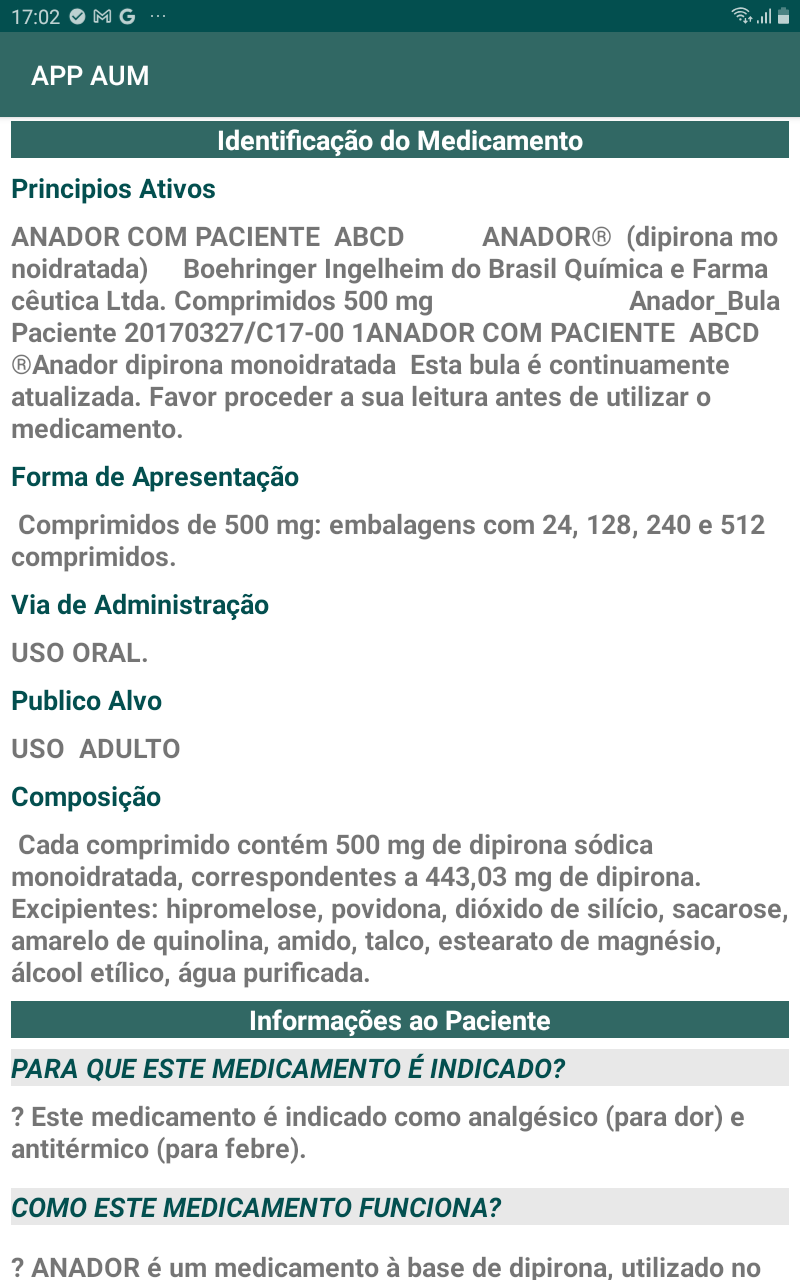 17:02
APP AUM
Identificação do Medicamento
Principios Ativos
ANADOR COM PACIENTE  ABCD           ANADOR®  (dipirona mo
noidratada)     Boehringer Ingelheim do Brasil Química e Farma
cêutica Ltda. Comprimidos 500 mg                            Anador_Bula
Paciente 20170327/C17-00 1ANADOR COM PACIENTE  ABCD
®Anador dipirona monoidratada  Esta bula é continuamente
atualizada. Favor proceder a sua leitura antes de utilizar o
medicamento.
Forma de Apresentação
Comprimidos de 500 mg: embalagens com 24, 128, 240 e 512
comprimidos.
Via de Administração
USO ORAL.
Publico Alvo
USO  ADULTO
Composição
Cada comprimido contém 500 mg de dipirona sódica
monoidratada, correspondentes a 443,03 mg de dipirona.
Excipientes: hipromelose, povidona, dióxido de silício, sacarose,
amarelo de quinolina, amido, talco, estearato de magnésio,
álcool etílico, água purificada.
Informações ao Paciente
PARA QUE ESTE MEDICAMENTO É INDICADO?
? Este medicamento é indicado como analgésico (para dor) e
antitérmico (para febre).
COMO ESTE MEDICAMENTO FUNCIONA?
? ANADOR é um medicamento à base de dipirona, utilizado no